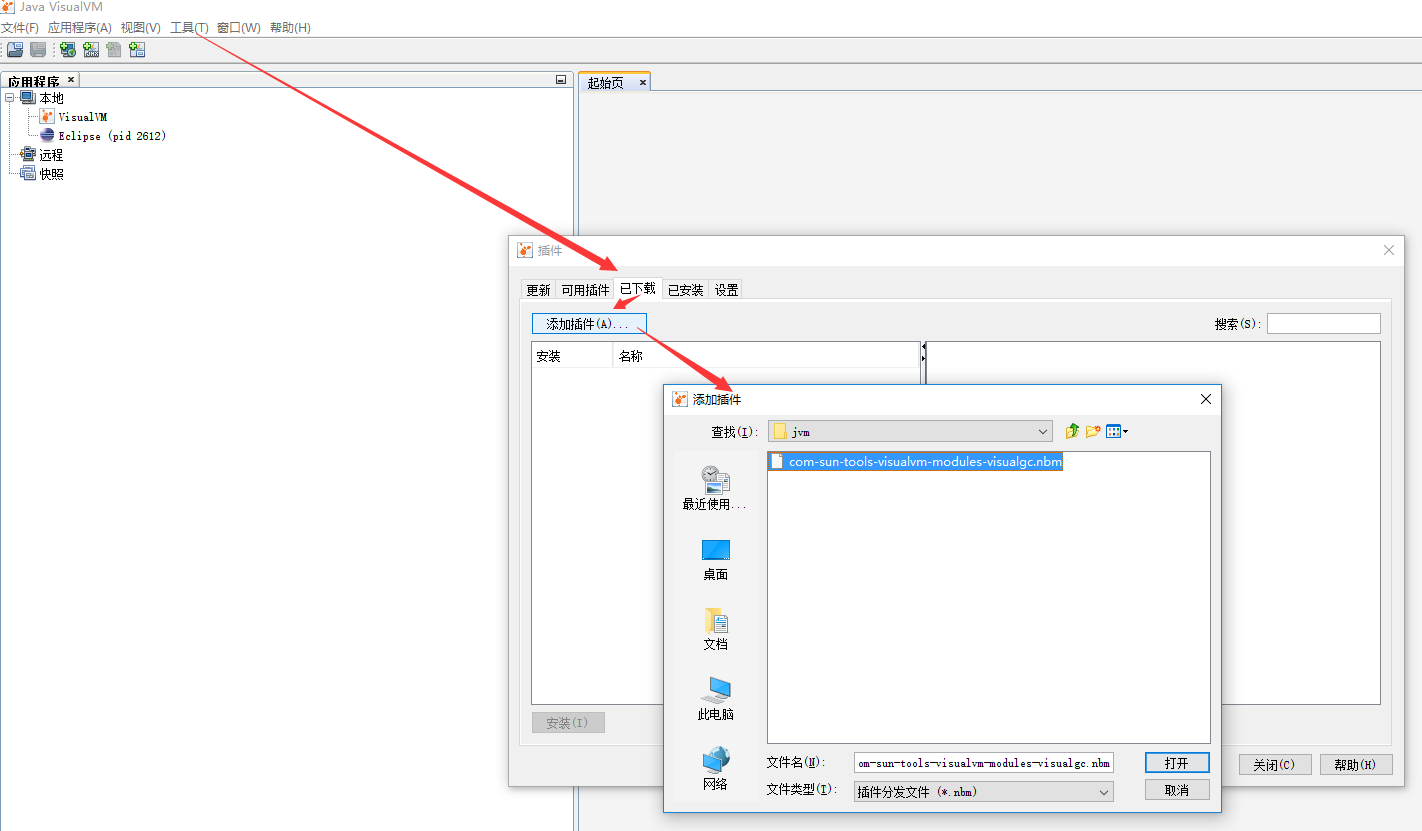 Java VisualVM
文件(F) 应用程序(A) 视图(V) 工具(T) 窗口(W) 帮助(H)
应用程序
起始页
本地
VisualVM
Eclipse (pid 2612)
远程
快照
插件
更新 可用插件 已下载 已安装 设置
添加插件(A)...
搜索(S):
安装 名称
添加插件
查找(I): jvm
com-sun-tools-visualvm-modules-visualgc.nbm
最近使用...
桌面
文档
此电脑
网络
安装(I)
文件名(N): om-sun-tools-visualvm-modules-visualgc.nbm 打开
文件类型(T): 插件分发文件 (*.nbm) 取消
关闭(C) 帮助(H)